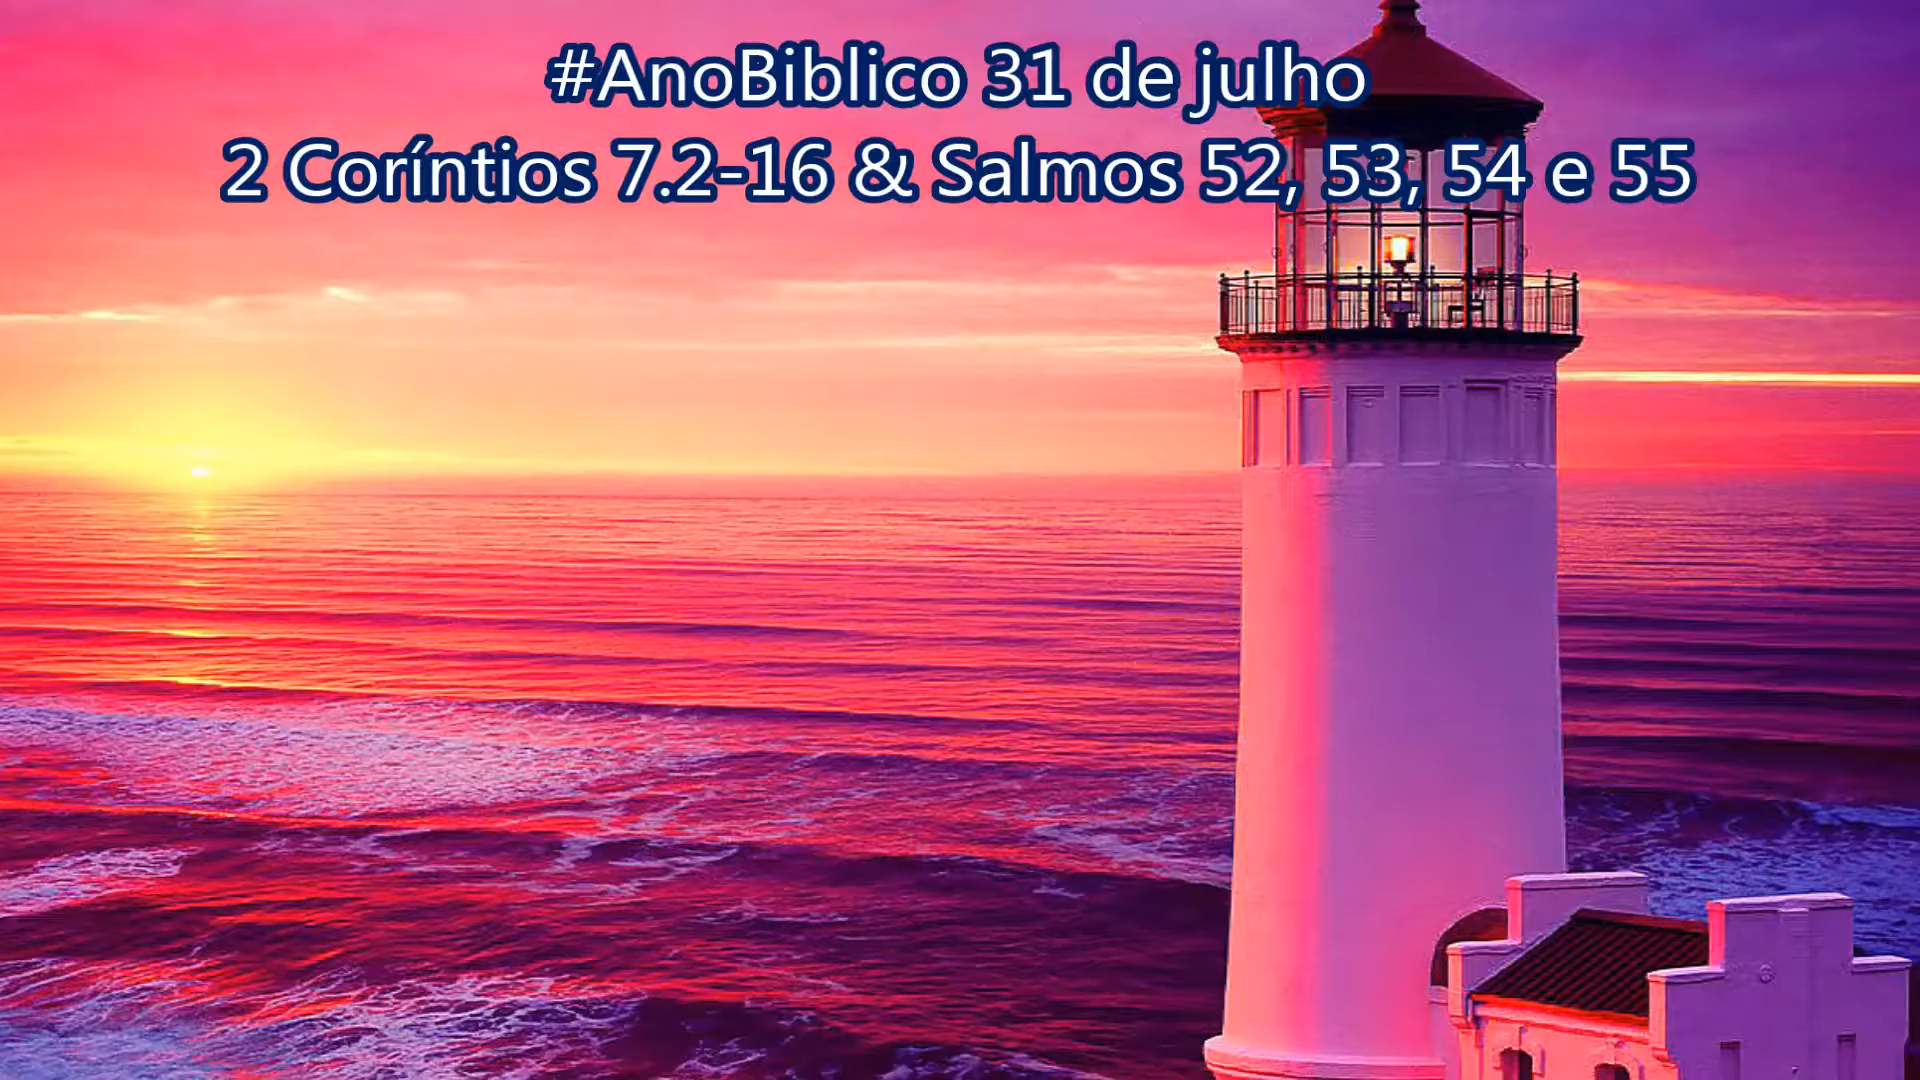 #AnoBiblico 31 de julho
2 Coríntios 7.2-16 & Salmos 52, 53, 54 e 55